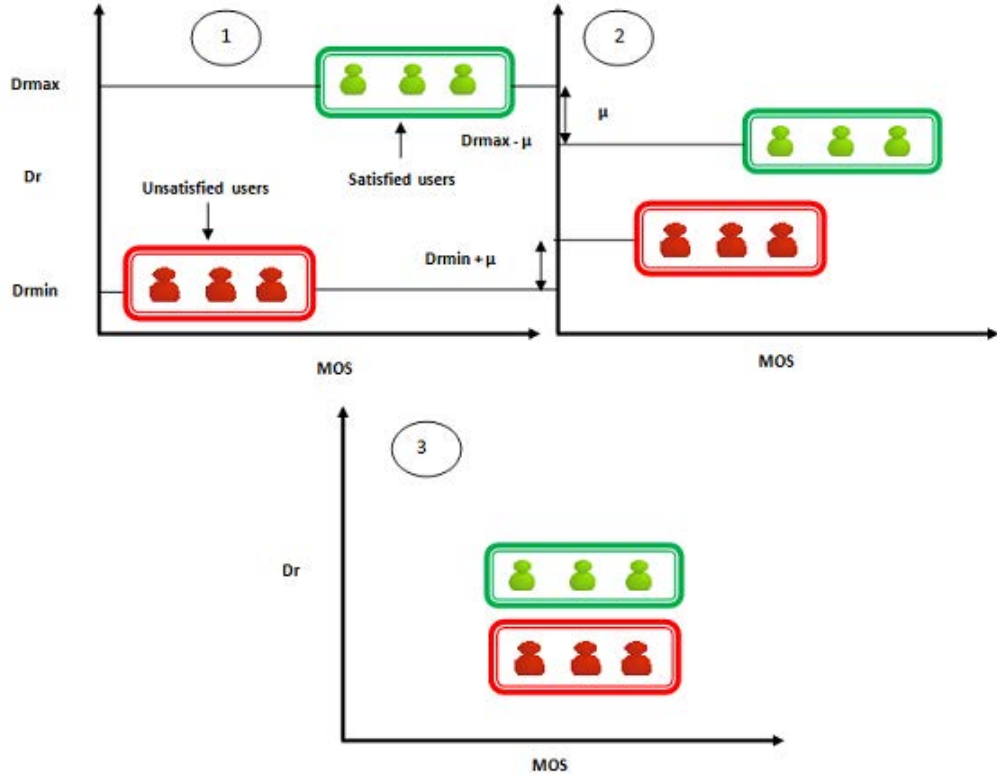 1
2
Drmax
µ
Drmax - µ
Dr
Unsatisfied users
Satisfied users
Drmin + µ
Drmin
MOS
MOS
3
Dr
MOS